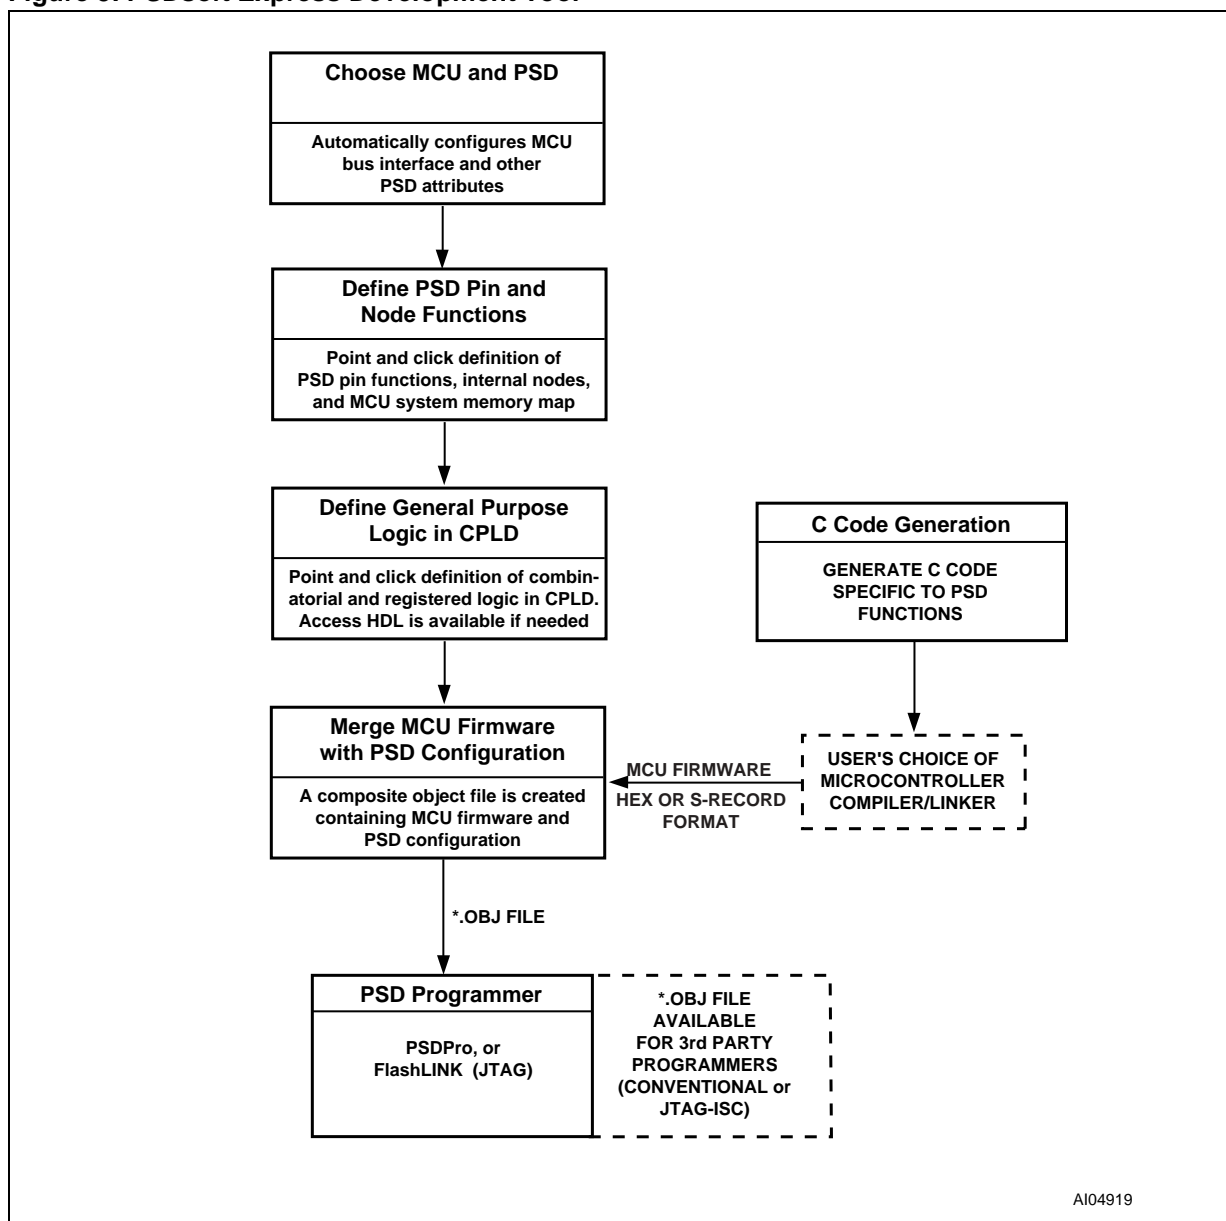 Choose MCU and PSD
Automatically configures MCU
bus interface and other
PSD attributes
Define PSD Pin and
Node Functions
Point and click definition of
PSD pin functions, internal nodes,
and MCU system memory map
Define General Purpose
Logic in CPLD
Point and click definition of combin-
atorial and registered logic in CPLD.
Access HDL is available if needed
C Code Generation
GENERATE C CODE
SPECIFIC TO PSD
FUNCTIONS
Merge MCU Firmware
with PSD Configuration
A composite object file is created
containing MCU firmware and
PSD configuration
MCU FIRMWARE
HEX OR S-RECORD
FORMAT
USER'S CHOICE OF
MICROCONTROLLER
COMPILER/LINKER
*.OBJ FILE
PSD Programmer
PSDPro, or
FlashLINK (JTAG)
*.OBJ FILE
AVAILABLE
FOR 3rd PARTY
PROGRAMMERS
(CONVENTIONAL or
JTAG-ISC)
AI04919